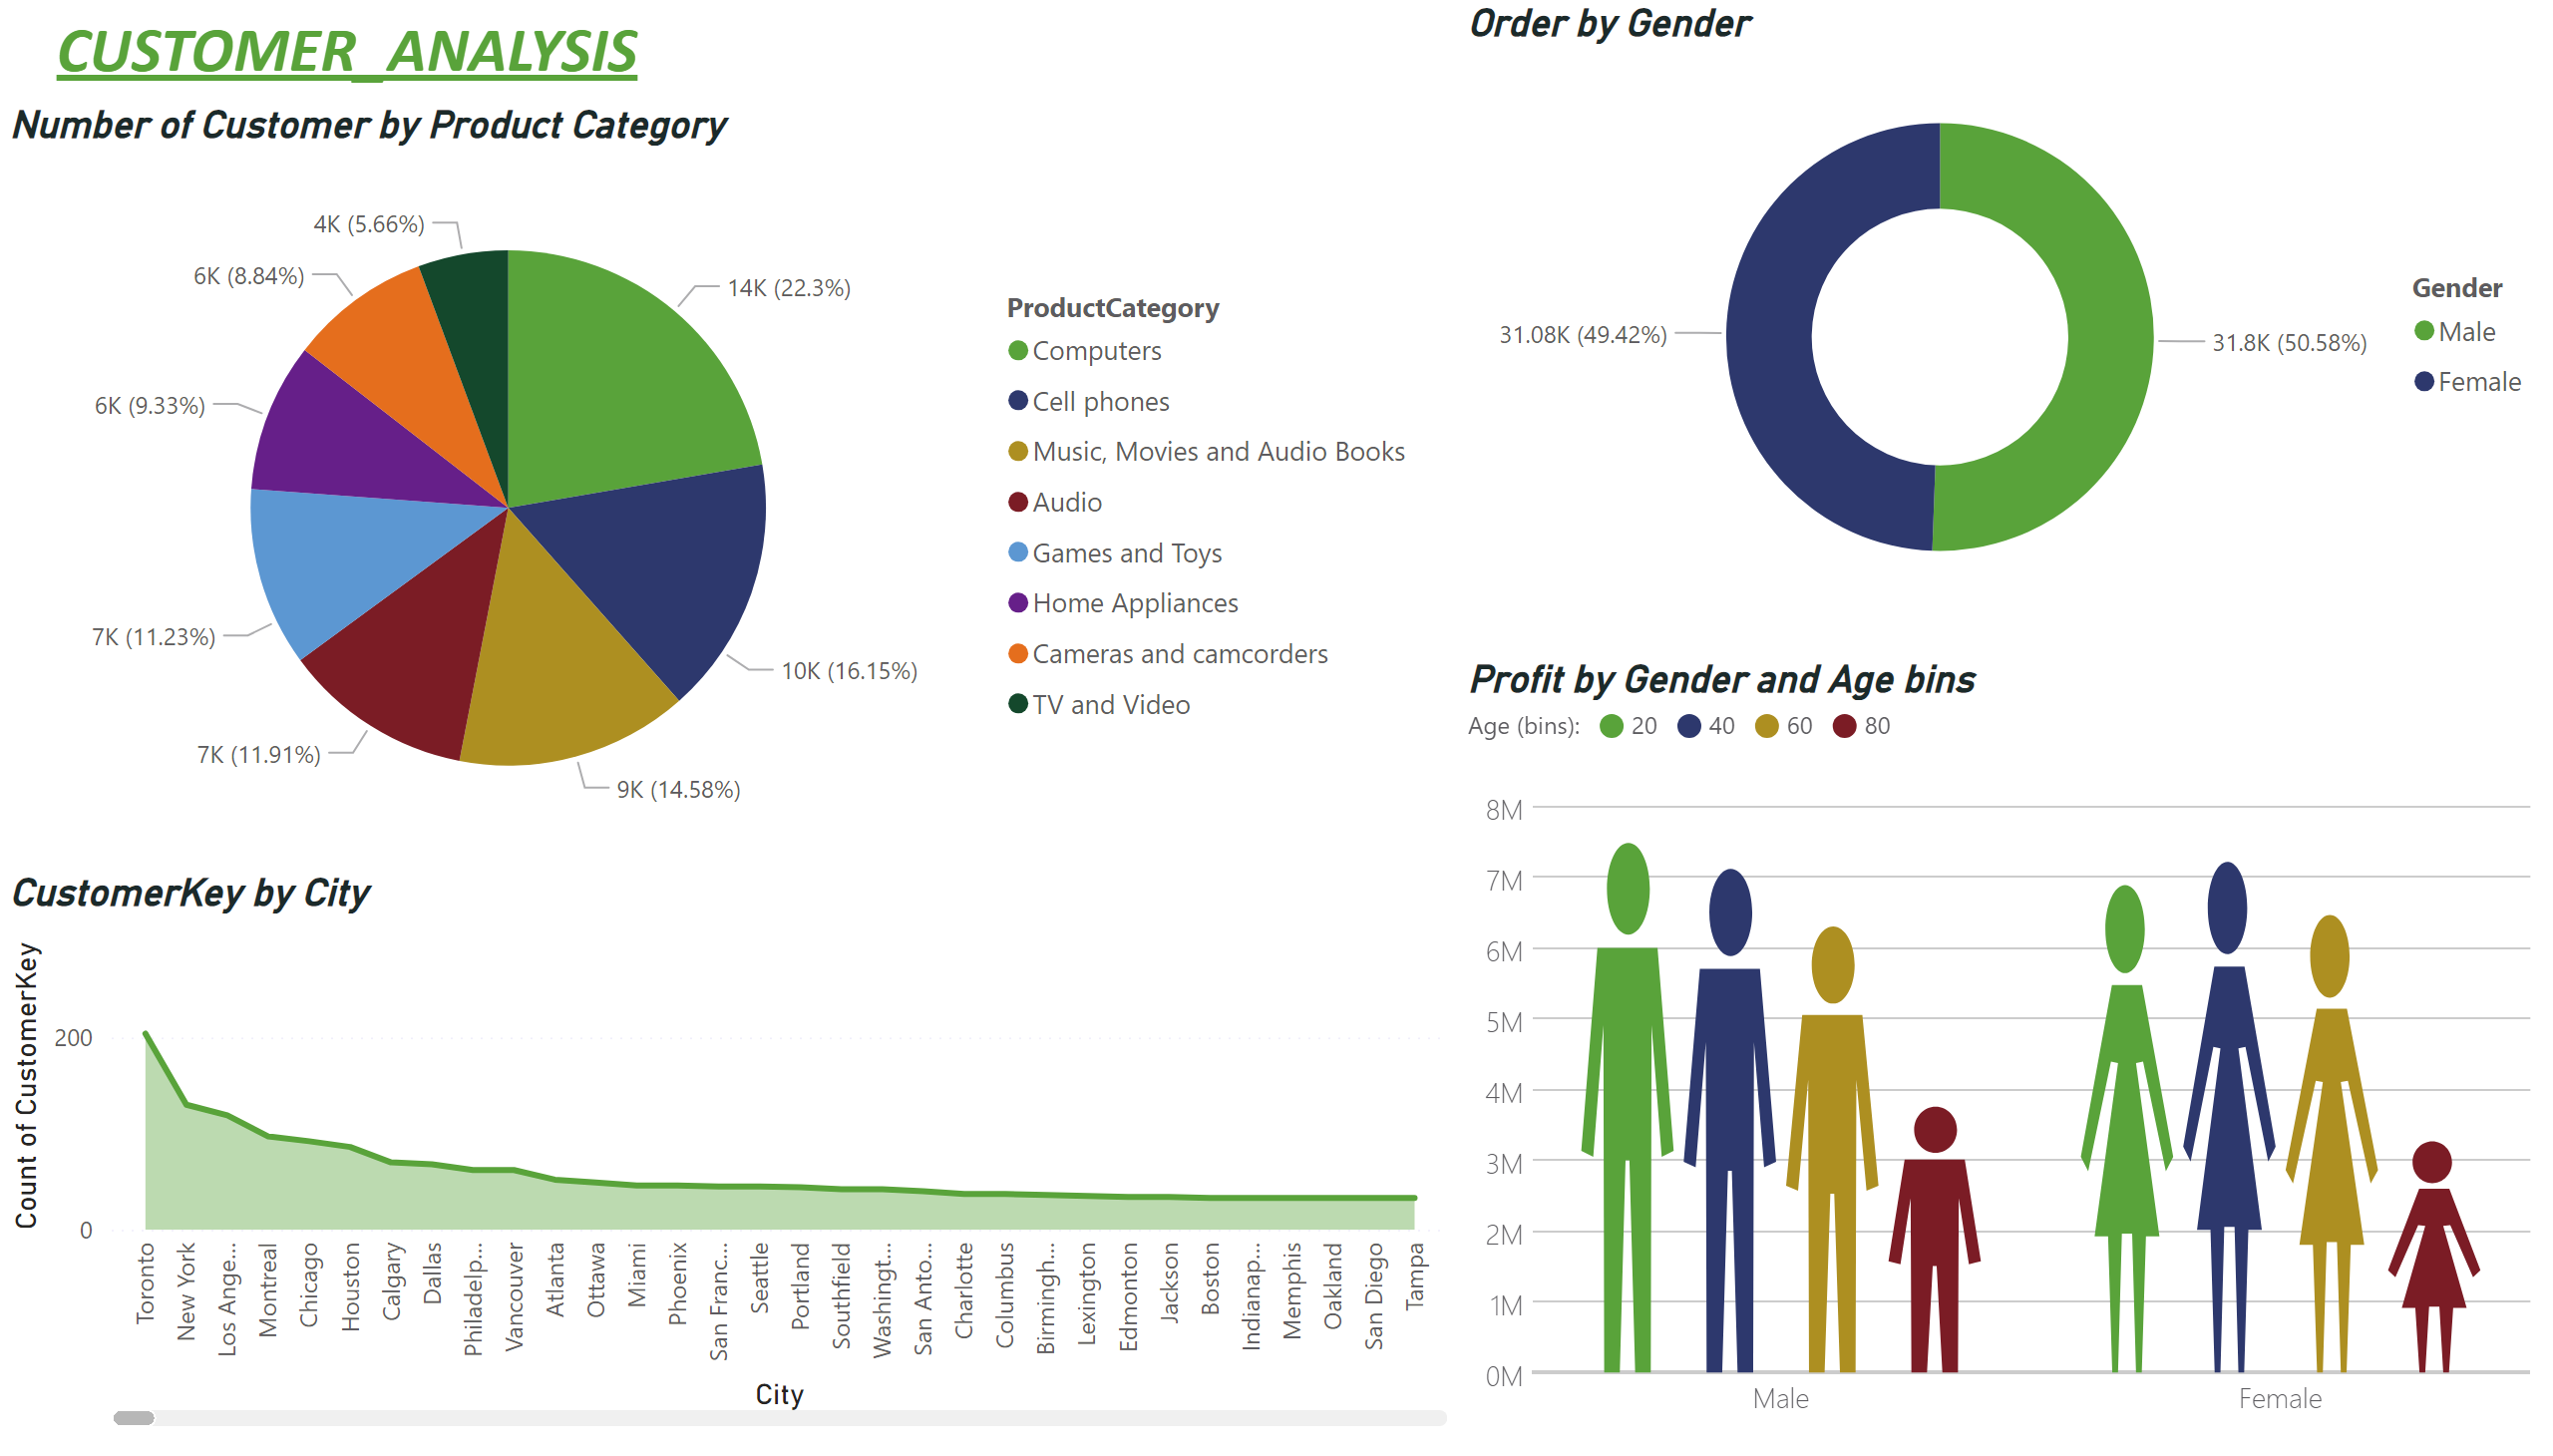 CUSTOMER_ANALYSIS
Number of Customer by Product Category
4K (5.66%)
6K (8.84%)
14K (22.3%)
6K (9.33%)
7K (11.23%)
10K (16.15%)
7K (11.91%)
9K (14.58%)
ProductCategory
Computers
Cell phones
Music, Movies and Audio Books
Audio
Games and Toys
Home Appliances
Cameras and camcorders
TV and Video
Order by Gender
31.08K (49.42%)
31.8K (50.58%)
Gender
Male
Female
CustomerKey by City
Count of CustomerKey
200
0
Toronto
New York
Los Ange...
Montreal
Chicago
Houston
Calgary
Dallas
Philadelp...
Vancouver
Atlanta
Ottawa
Miami
Phoenix
San Franc...
Seattle
Portland
Southfield
Washingt...
San Anto...
Charlotte
Columbus
Birmingh...
Lexington
Edmonton
Jackson
Boston
Indianap...
Memphis
Oakland
San Diego
Tampa
City
Profit by Gender and Age bins
Age (bins): 20 40 60 80
8M
7M
6M
5M
4M
3M
2M
1M
0M
Male
Female